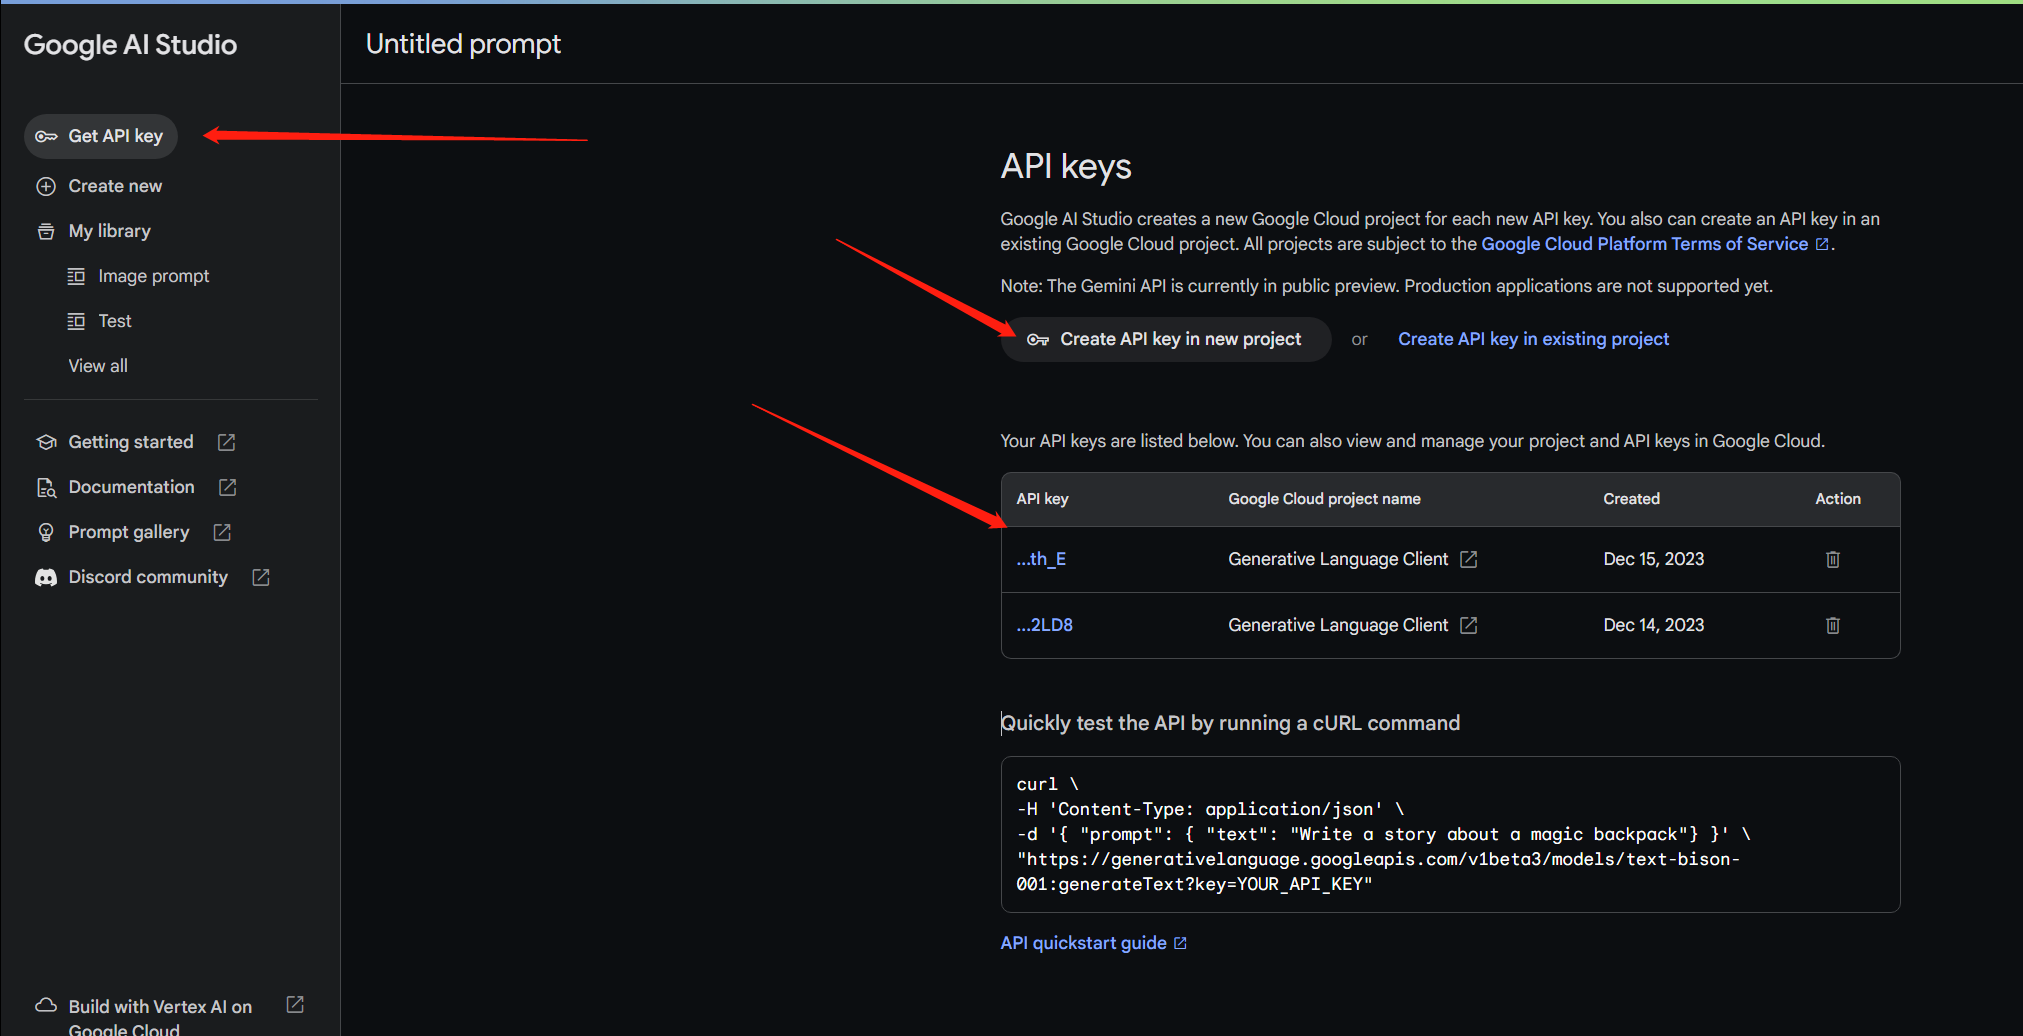 Google AI Studio
Untitled prompt
Get API key
Create new
My library
Image prompt
Test
View all
Getting started
Documentation
Prompt gallery
Discord community
Build with Vertex AI on
Google Cloud
API keys
Google AI Studio creates a new Google Cloud project for each new API key. You also can create an API key in an
existing Google Cloud project. All projects are subject to the Google Cloud Platform Terms of Service.
Note: The Gemini API is currently in public preview. Production applications are not supported yet.
Create API key in new project or Create API key in existing project
Your API keys are listed below. You can also view and manage your project and API keys in Google Cloud.
API key Google Cloud project name Created Action
...th_E Generative Language Client Dec 15, 2023
...2LD8 Generative Language Client Dec 14, 2023
Quickly test the API by running a cURL command
curl \
-H 'Content-Type: application/json' \
-d '{ "prompt": { "text": "Write a story about a magic backpack"} }' \
"https://generativelanguage.googleapis.com/v1beta3/models/text-bison-
001:generateText?key=YOUR_API_KEY"
API quickstart guide